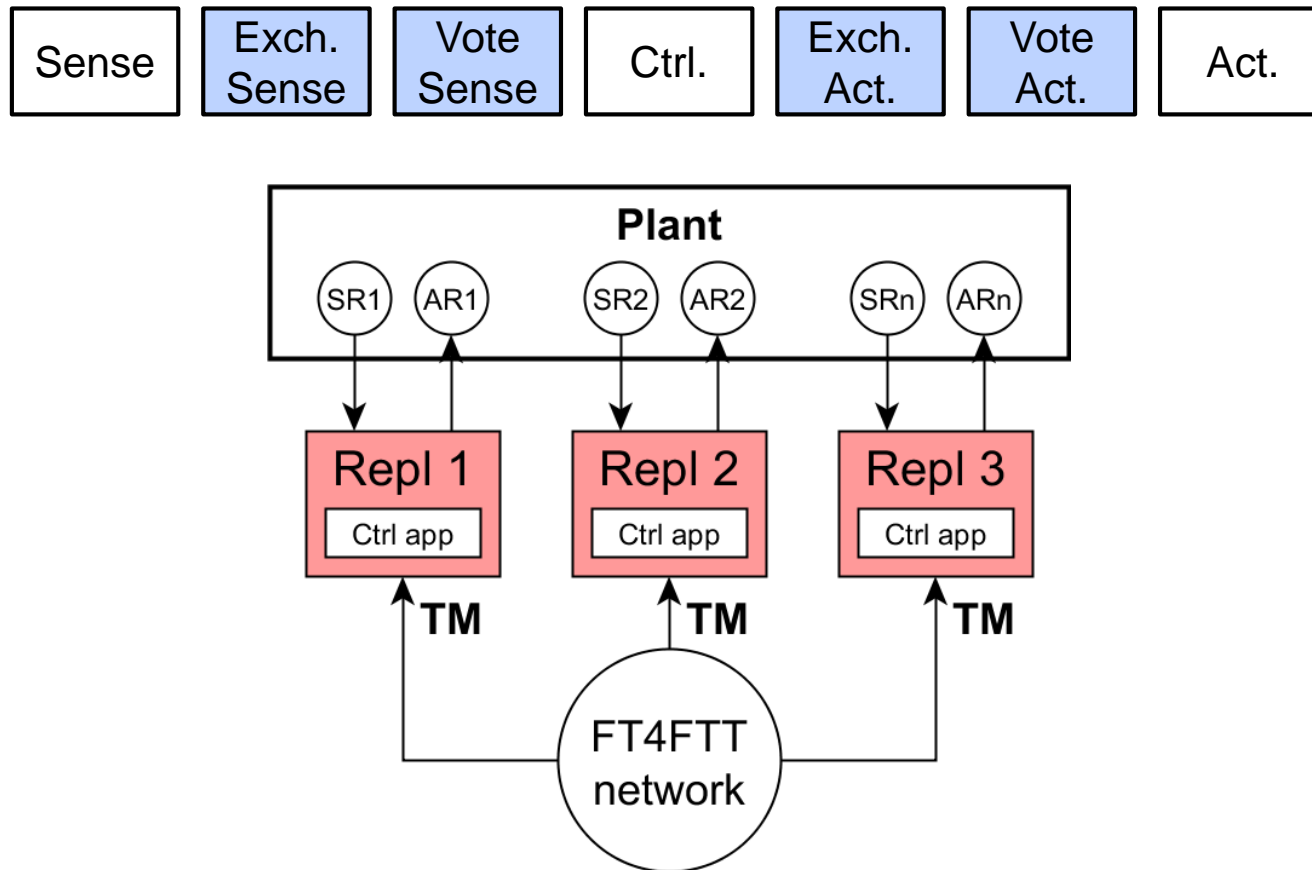 Sense
Exch.
Sense
Vote
Sense
Ctrl.
Exch.
Act.
Vote
Act.
Act.
Plant
SR1
AR1
SR2
AR2
SRn
ARn
Repl 1
Repl 2
Repl 3
Ctrl app
Ctrl app
Ctrl app
TM
TM
TM
FT4FTT
network